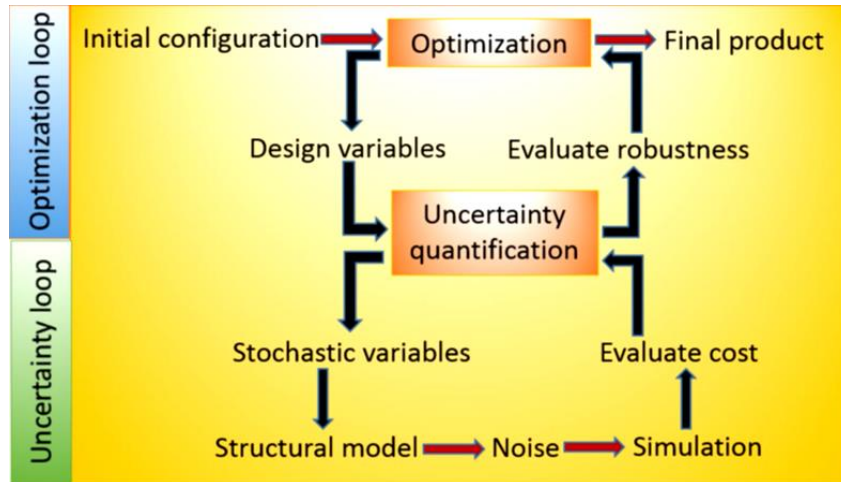 Optimization loop
Initial configuration
Optimization
Final product
Design variables
Evaluate robustness
Uncertainty
quantification
Uncertainty loop
Stochastic variables
Evaluate cost
Structural model
Noise
Simulation